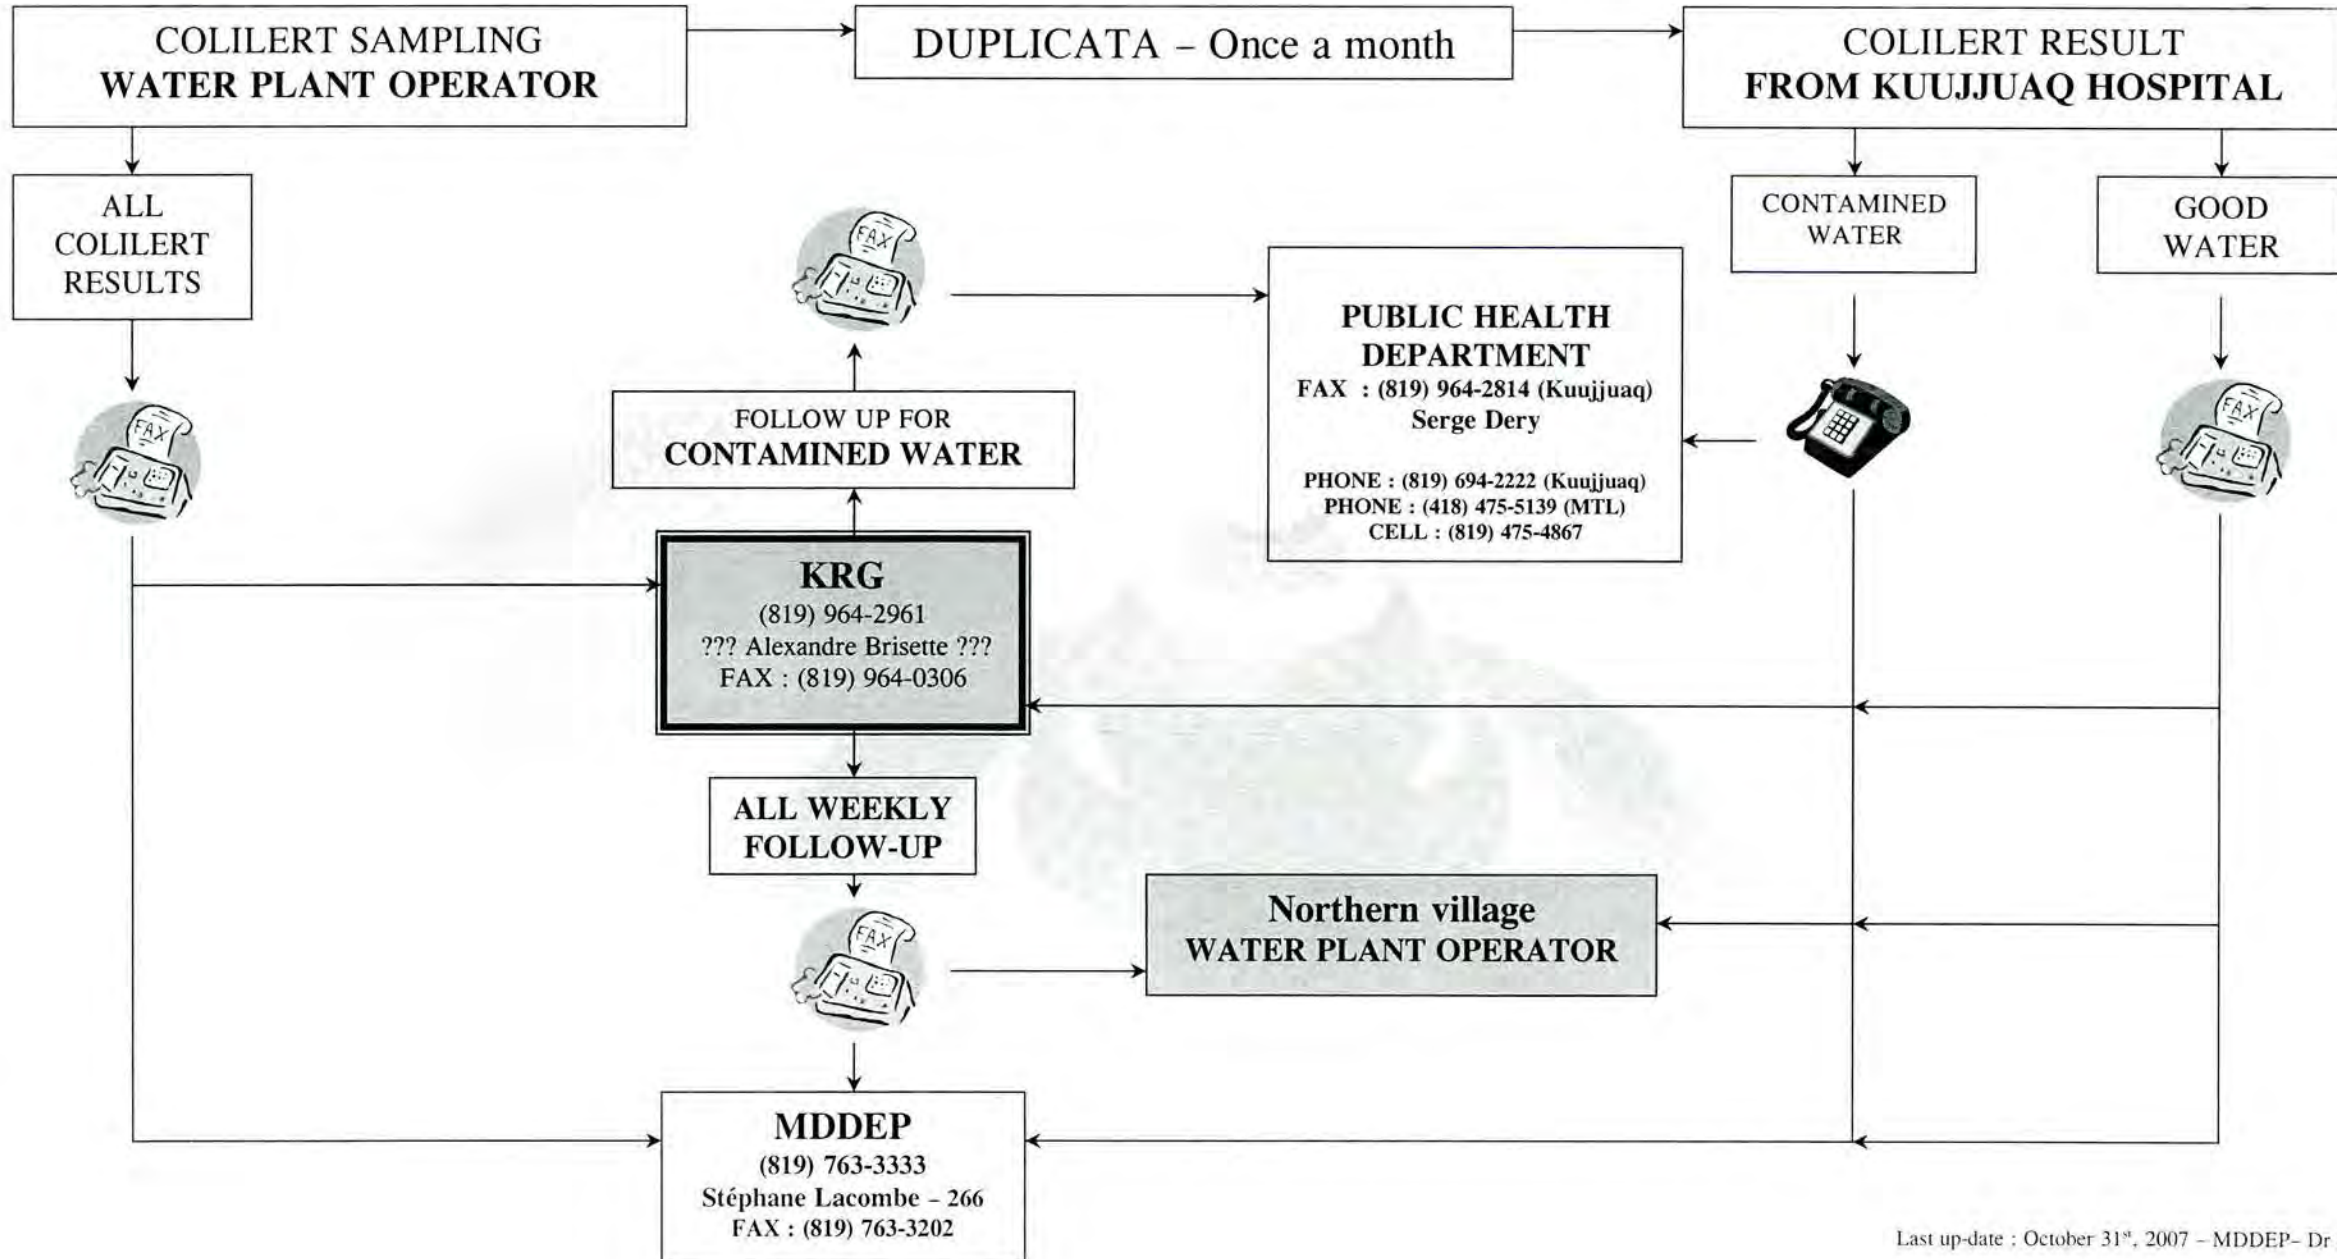 COLILERT SAMPLING
WATER PLANT OPERATOR
DUPLICATA – Once a month
COLILERT RESULT
FROM KUUJJUAQ HOSPITAL
ALL
COLILERT
RESULTS
CONTAMINED
WATER
GOOD
WATER
FAX
PUBLIC HEALTH
DEPARTMENT
FAX : (819) 964-2814 (Kuujjuaq)
Serge Dery
PHONE : (819) 694-2222 (Kuujjuaq)
PHONE : (418) 475-5139 (MTL)
CELL : (819) 475-4867
FAX
FAX
FOLLOW UP FOR
CONTAMINED WATER
KRG
(819) 964-2961
??? Alexandre Brisette ???
FAX : (819) 964-0306
ALL WEEKLY
FOLLOW-UP
FAX
Northern village
WATER PLANT OPERATOR
MDDEP
(819) 763-3333
Stéphane Lacombe – 266
FAX : (819) 763-3202
Last up-date : October 31st, 2007 – MDDEP– Dr